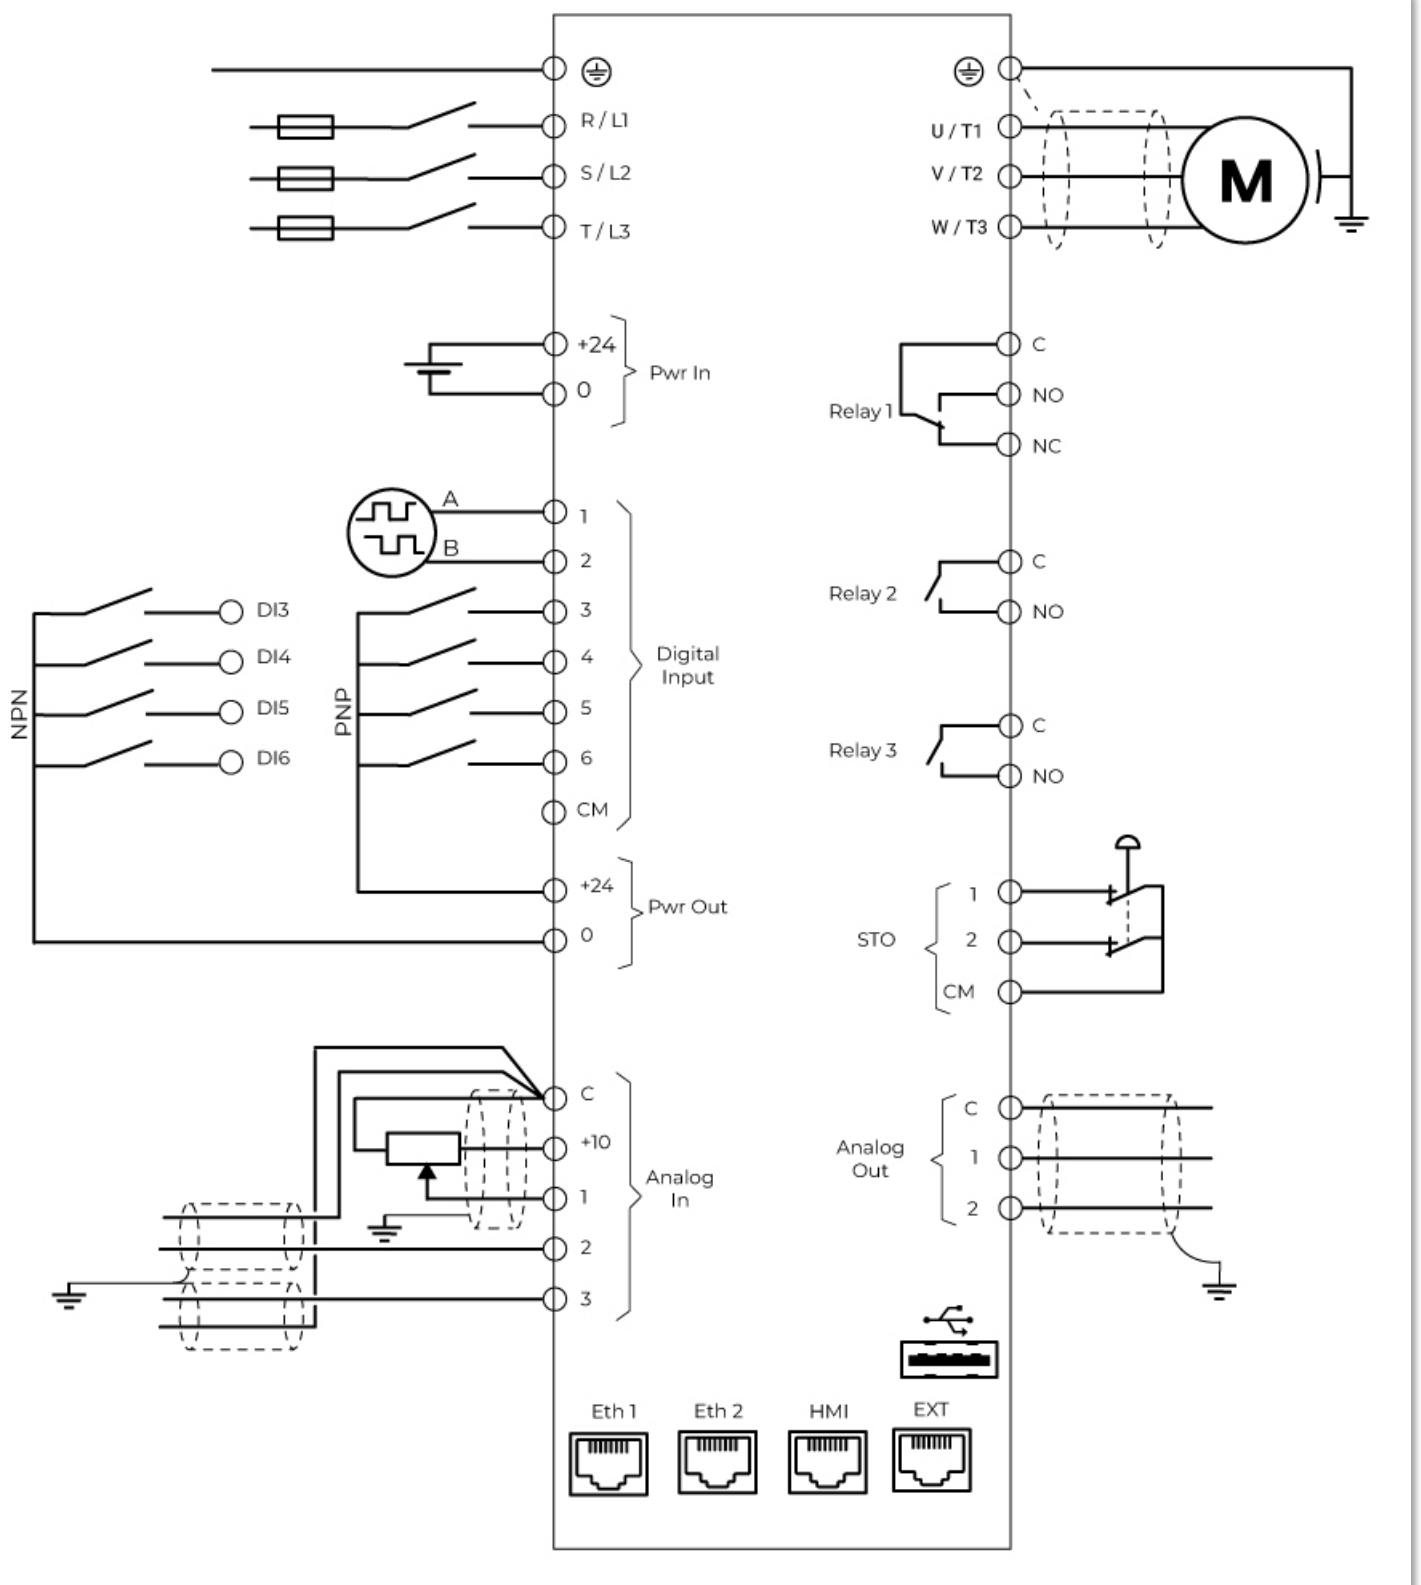 R / L1
S / L2
T / L3
U / T1
V / T2
W / T3
M
+24
0
Pwr In
C
NO
NC
Relay 1
A
B
1
2
3
4
5
6
CM
Digital
Input
DI3
DI4
DI5
DI6
NPN
PNP
C
NO
Relay 2
C
NO
Relay 3
+24
0
Pwr Out
STO
1
2
CM
C
+10
1
2
3
Analog
In
Analog
Out
C
1
2
Eth 1
Eth 2
HMI
EXT